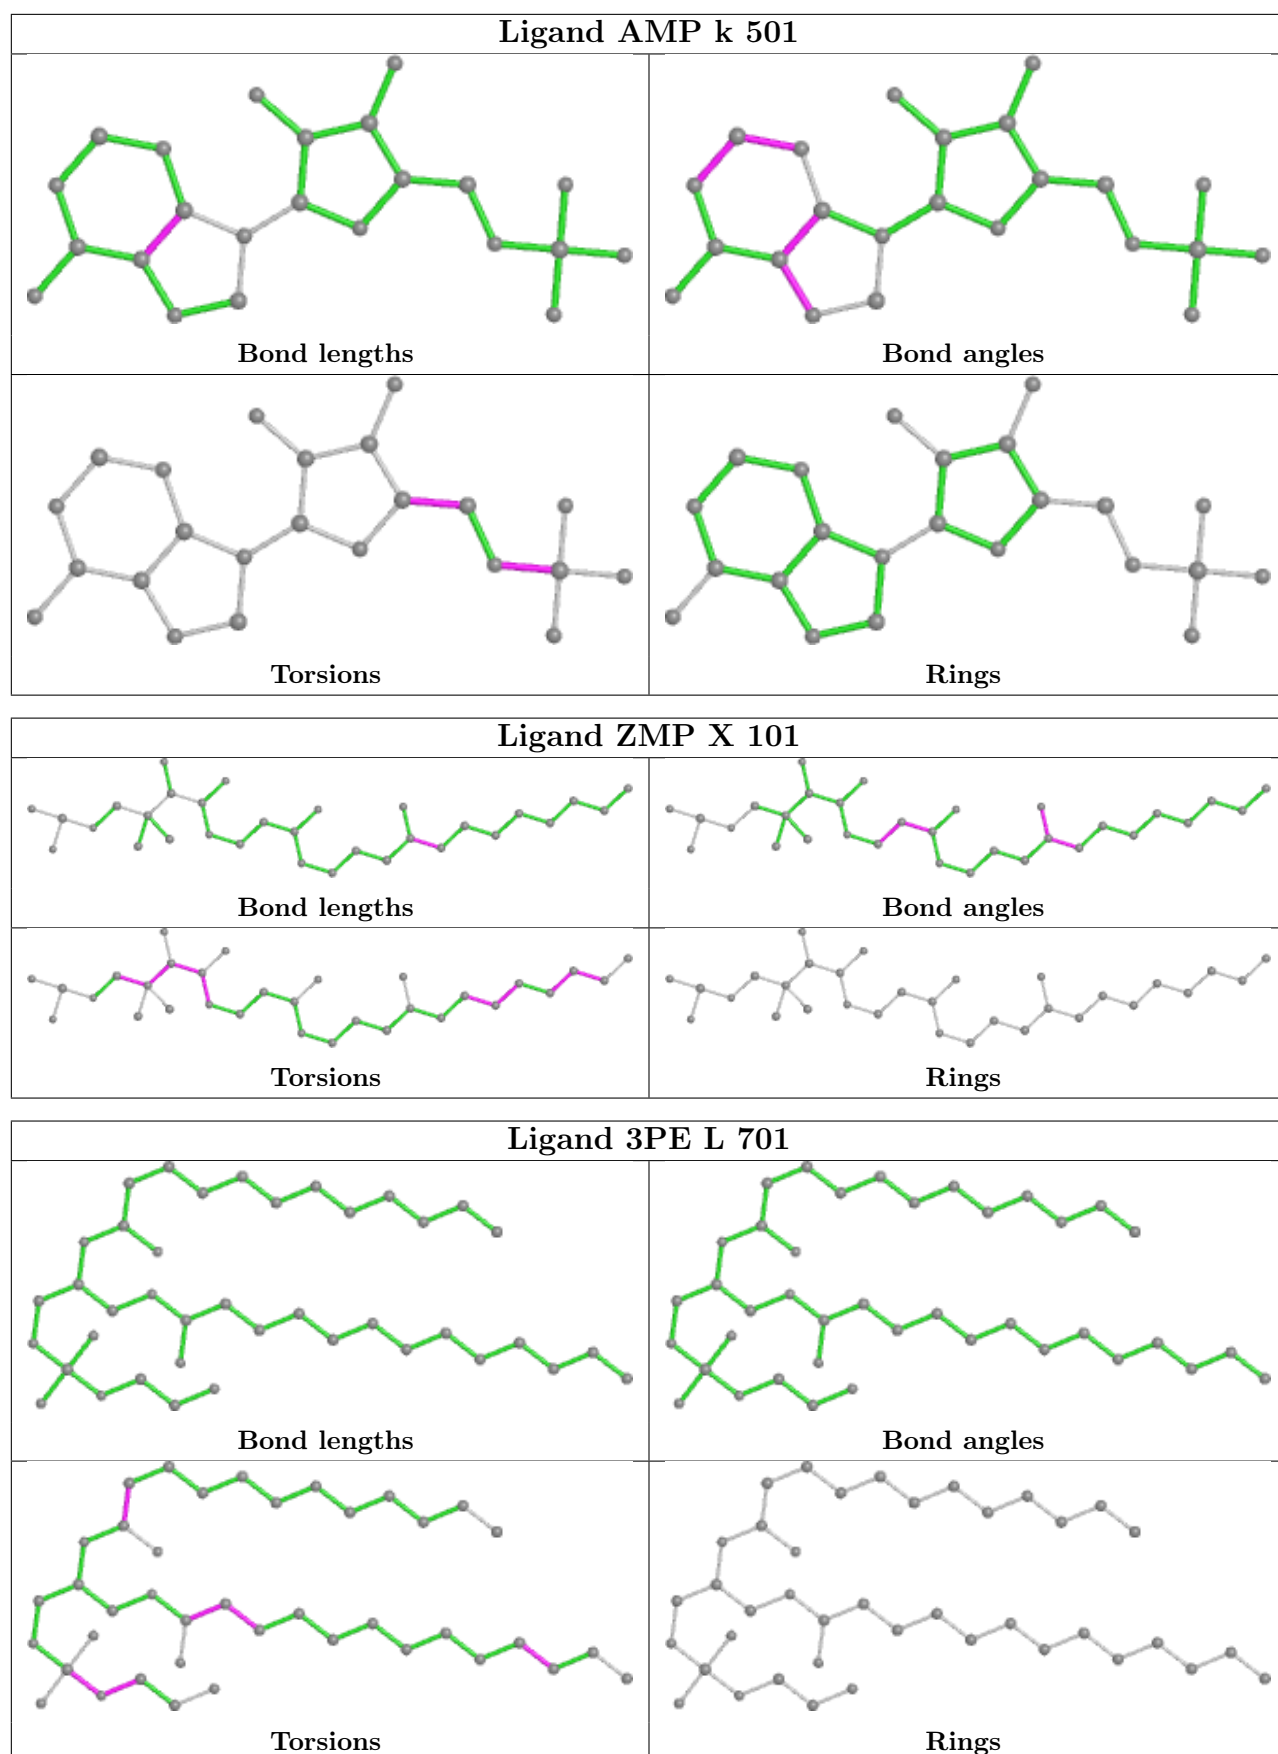 Ligand AMP k 501
Bond lengths
Bond angles
Torsions
Rings
Ligand ZMP X 101
Bond lengths
Bond angles
Torsions
Rings
Ligand 3PE L 701
Bond lengths
Bond angles
Torsions
Rings